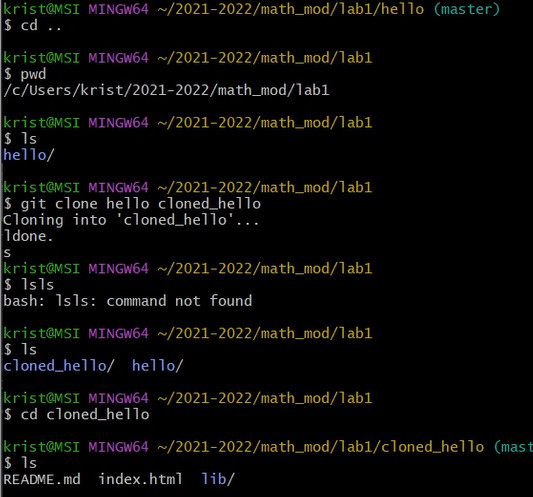 krist@MSI MINGW64 ~/2021-2022/math_mod/lab1/hello (master)
$ cd ..
krist@MSI MINGW64 ~/2021-2022/math_mod/lab1
$ pwd
/c/Users/krist/2021-2022/math_mod/lab1
krist@MSI MINGW64 ~/2021-2022/math_mod/lab1
$ ls
hello/
krist@MSI MINGW64 ~/2021-2022/math_mod/lab1
$ git clone hello cloned_hello
Cloning into 'cloned_hello'...
ldone.
s
krist@MSI MINGW64 ~/2021-2022/math_mod/lab1
$ lsls
bash: lsls: command not found
krist@MSI MINGW64 ~/2021-2022/math_mod/lab1
$ ls
cloned_hello/  hello/
krist@MSI MINGW64 ~/2021-2022/math_mod/lab1
$ cd cloned_hello
krist@MSI MINGW64 ~/2021-2022/math_mod/lab1/cloned_hello (mast
$ ls
README.md  index.html  lib/